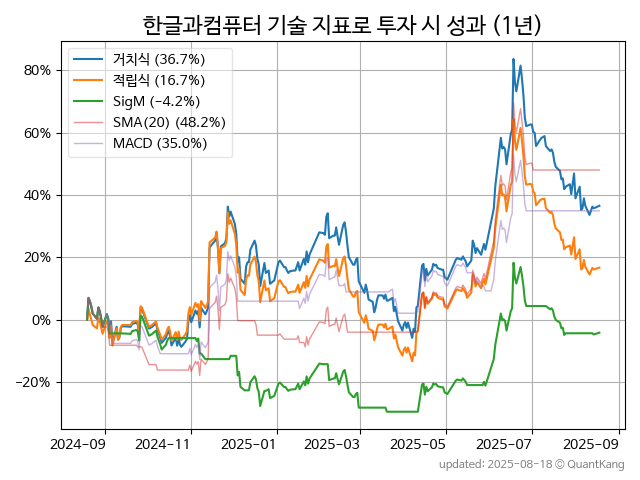 한글과컴퓨터 기술 지표로 투자 시 성과 (1년)
거치식 (36.7%)
적립식 (16.7%)
SigM (−4.2%)
SMA(20) (48.2%)
MACD (35.0%)
80%
60%
40%
20%
0%
−20%
2024-09 2024-11 2025-01 2025-03 2025-05 2025-07 2025-09
updated: 2025-08-18 © QuantKang